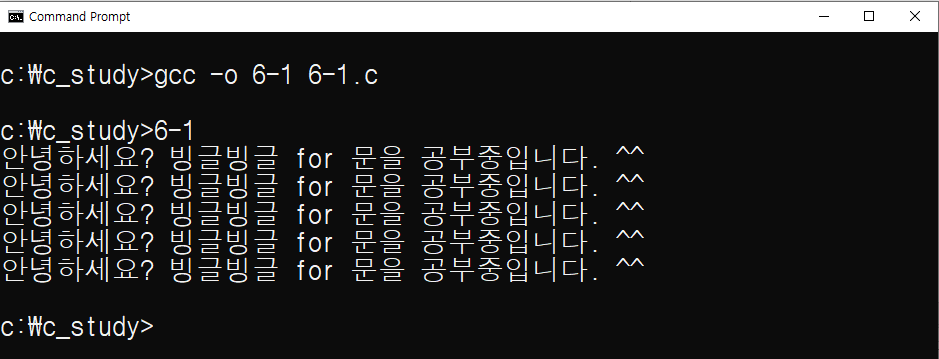 Command Prompt
c:₩c_study>gcc -o 6-1 6-1.c
c:₩c_study>6-1
안녕하세요? 빙글빙글 for 문을 공부중입니다. ^^
안녕하세요? 빙글빙글 for 문을 공부중입니다. ^^
안녕하세요? 빙글빙글 for 문을 공부중입니다. ^^
안녕하세요? 빙글빙글 for 문을 공부중입니다. ^^
안녕하세요? 빙글빙글 for 문을 공부중입니다. ^^
c:₩c_study>